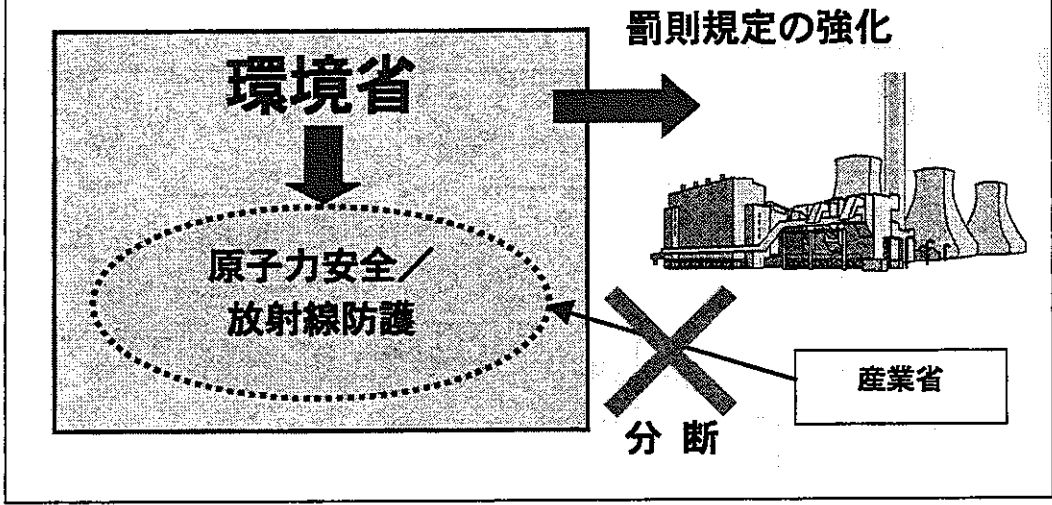 罰則規定の強化
環境省
原子力安全／
放射線防護
産業省
分 断